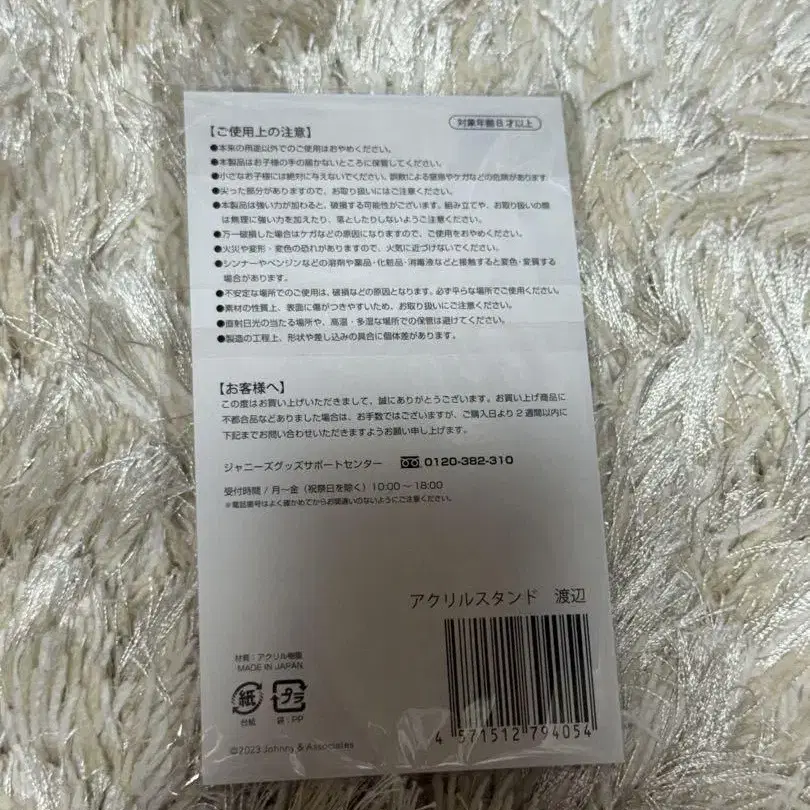 対象年齢8才以上
【ご使用上の注意】
●本来の用途以外でのご使用はおやめください。
●本製品はお子様の手の届かないところに保管してください。
●小さなお子様には絶対に与えないでください。誤飲による窒息やケガなどの危険があります。
●尖った部分がありますので、お取り扱いにはご注意ください。
●本製品は強い力が加わると、破損する可能性がございます。組み立てや、お取り扱いの際
は無理に強い力を加えたり、落としたりしないようご注意ください。
●万一破損した場合はケガなどの原因になりますので、ご使用をおやめください。
●火災や変形・変色の恐れがありますので、火気に近づけないでください。
●シンナーやベンジンなどの溶剤や薬品・化粧品・消毒液などと接触すると変色・変質する
場合があります。
●不安定な場所でのご使用は、破損などの原因となります。必ず平らな場所でご使用ください。
●素材の性質上、表面に傷がつきやすいため、お取り扱いにご注意ください。
●直射日光の当たる場所や、高温・多湿な場所での保管は避けてください。
●製造の工程上、形状や差し込みの具合に個体差があります。
【お客様へ】
この度はお買い上げいただきまして、誠にありがとうございます。お買い上げ商品に
不都合品などありました場合は、お手数ではございますが、ご購入日より2週間以内に
下記までお問い合わせいただきますようお願い申し上げます。
ジャニーズグッズサポートセンター 0120-382-310
受付時間 / 月～金（祝祭日を除く）10:00～18:00
※電話番号はよく確かめてからお間違いのないようにご注意ください。
アクリルスタンド 渡辺
材質：アクリル樹脂
MADE IN JAPAN
紙 プラ
台紙 袋：PP
4 571512 794054
©2023 Johnny & Associates